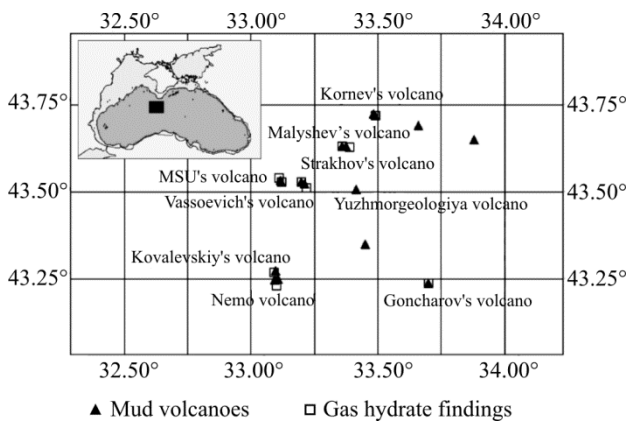 32.50° 33.00° 33.50° 34.00°
Kornev's volcano
43.75° 43.75°
Malyshev’s volcano
Strakhov's volcano
MSU's volcano
43.50° 43.50°
Vassoevich's volcano Yuzhmorgeologiya volcano
Kovalevskiy's volcano
43.25° 43.25°
Nemo volcano Goncharov's volcano
32.50° 33.00° 33.50° 34.00°
Mud volcanoes Gas hydrate findings